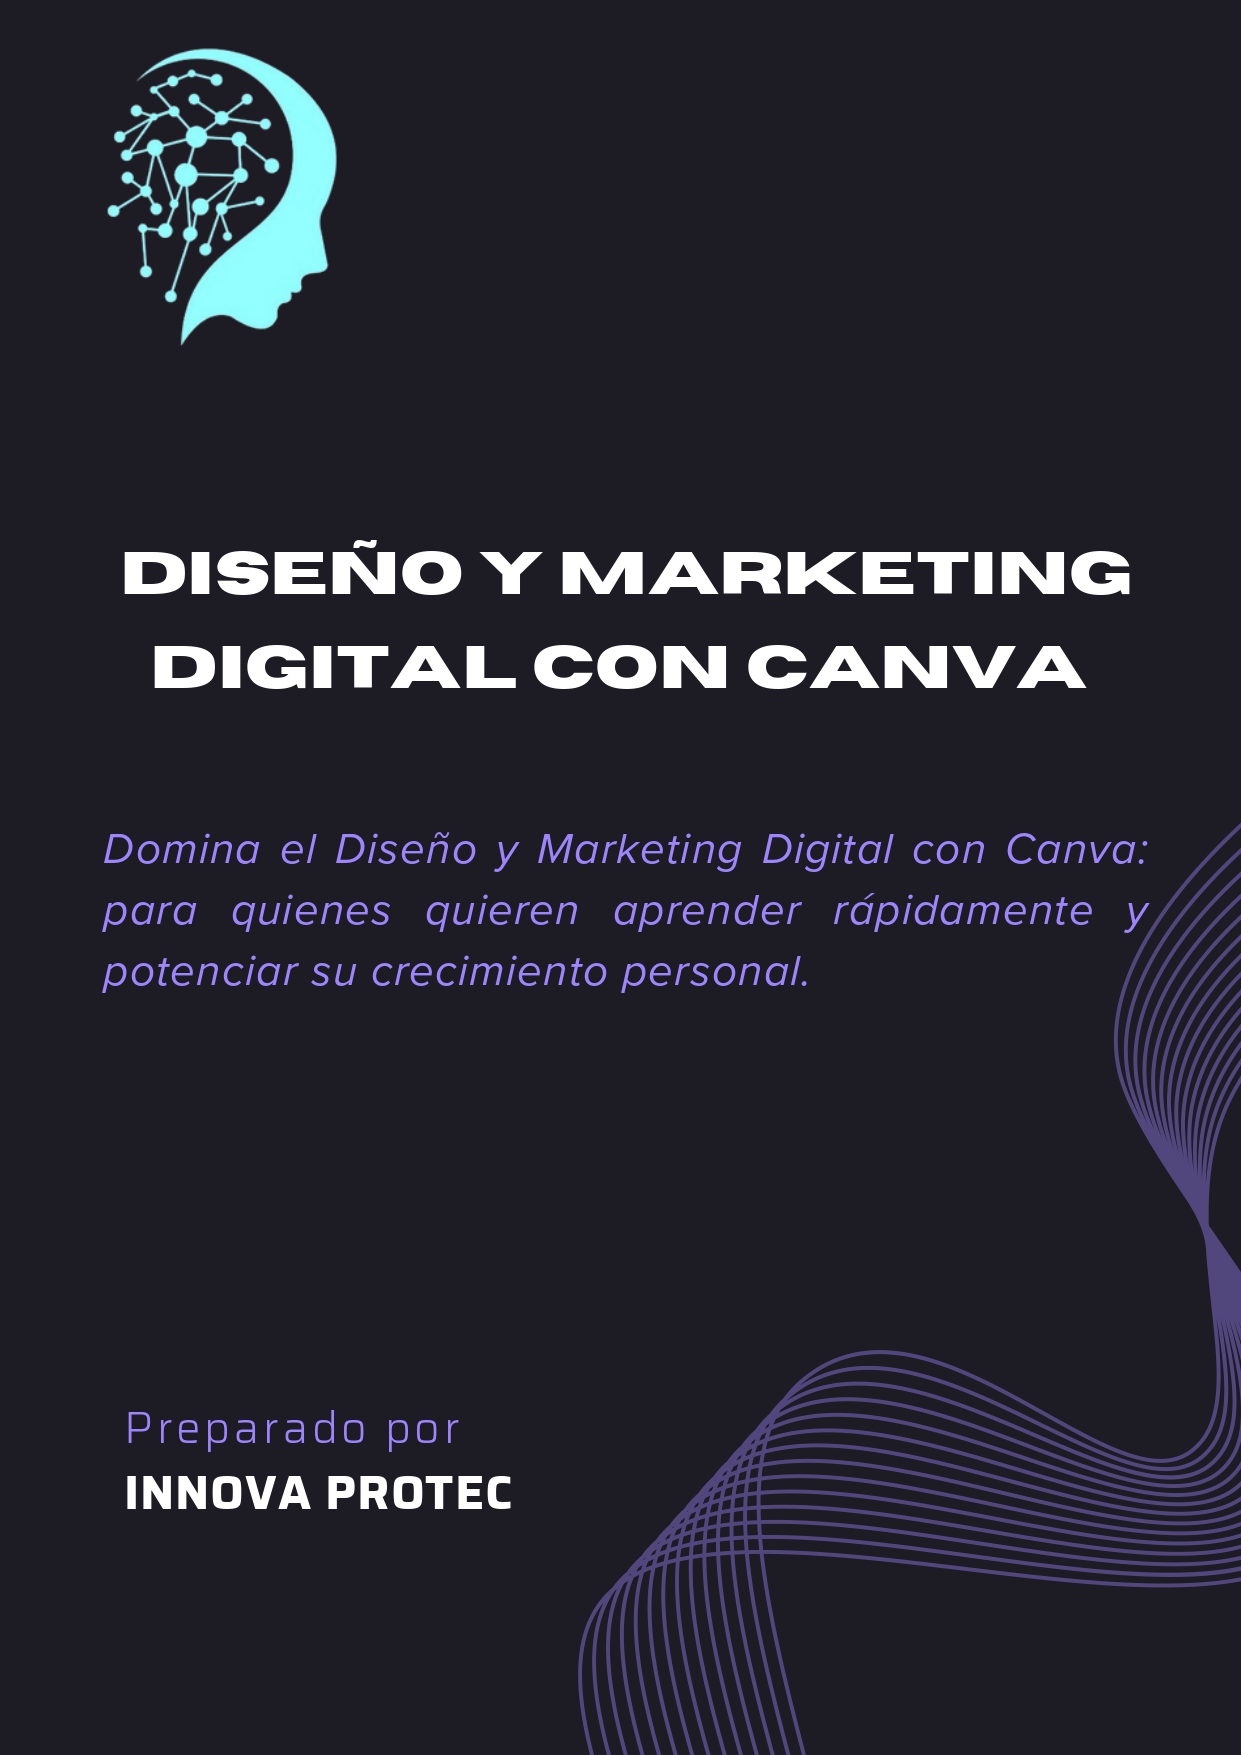 DISEÑO Y MARKETING
DIGITAL CON CANVA
Domina el Diseño y Marketing Digital con Canva:
para quienes quieren aprender rápidamente y
potenciar su crecimiento personal.
Preparado por
INNOVA PROTEC